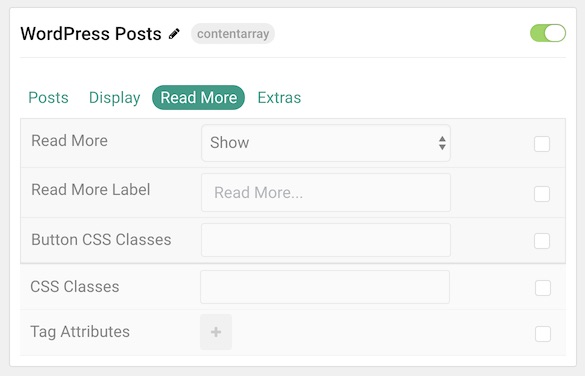 WordPress Posts contentarray
Posts Display Read More Extras
Read More Show
Read More Label Read More...
Button CSS Classes
CSS Classes
Tag Attributes +